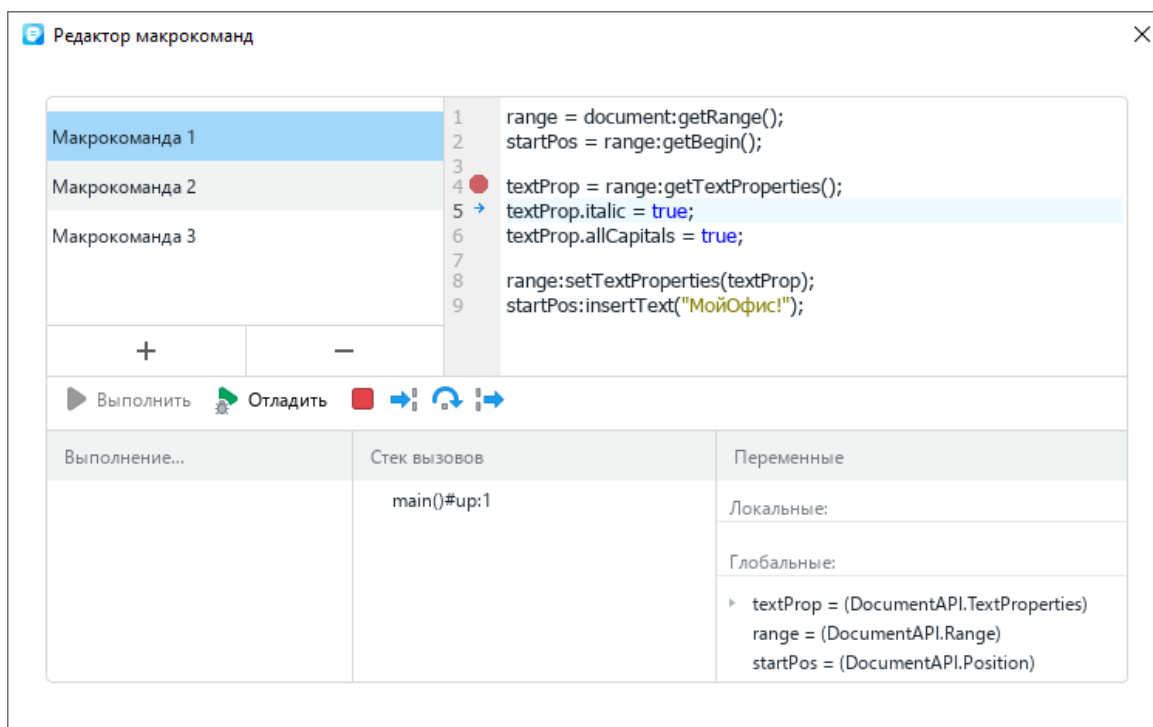 Редактор макрокоманд
Макрокоманда 1
Макрокоманда 2
Макрокоманда 3
1 range = document:getRange();
2 startPos = range:getBegin();
3
4 textProp = range:getTextProperties();
5 textProp.italic = true;
6 textProp.allCapitals = true;
7
8 range:setTextProperties(textProp);
9 startPos:insertText("МойОфис!");
Выполнить Отладить
Выполнение...
Стек вызовов
main()#up:1
Переменные
Локальные:
Глобальные:
textProp = (DocumentAPI.TextProperties)
range = (DocumentAPI.Range)
startPos = (DocumentAPI.Position)